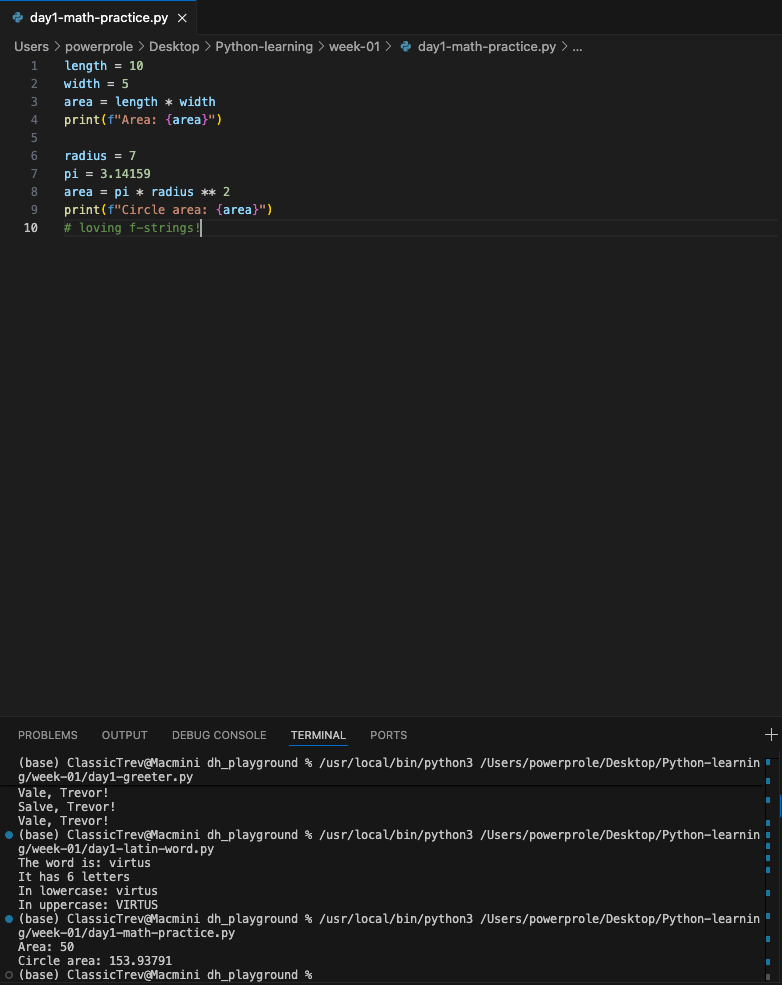 day1-math-practice.py
Users > powerprole > Desktop > Python-learning > week-01 > day1-math-practice.py > ...
1 length = 10
2 width = 5
3 area = length * width
4 print(f"Area: {area}")
5
6 radius = 7
7 pi = 3.14159
8 area = pi * radius ** 2
9 print(f"Circle area: {area}")
10 # loving f-strings!
PROBLEMS OUTPUT DEBUG CONSOLE TERMINAL PORTS
(base) ClassicTrev@Macmini dh_playground % /usr/local/bin/python3 /Users/powerprole/Desktop/Python-learnin
g/week-01/day1-greeter.py
Vale, Trevor!
Salve, Trevor!
Vale, Trevor!
(base) ClassicTrev@Macmini dh_playground % /usr/local/bin/python3 /Users/powerprole/Desktop/Python-learnin
g/week-01/day1-latin-word.py
The word is: virtus
It has 6 letters
In lowercase: virtus
In uppercase: VIRTUS
(base) ClassicTrev@Macmini dh_playground % /usr/local/bin/python3 /Users/powerprole/Desktop/Python-learnin
g/week-01/day1-math-practice.py
Area: 50
Circle area: 153.93791
(base) ClassicTrev@Macmini dh_playground %